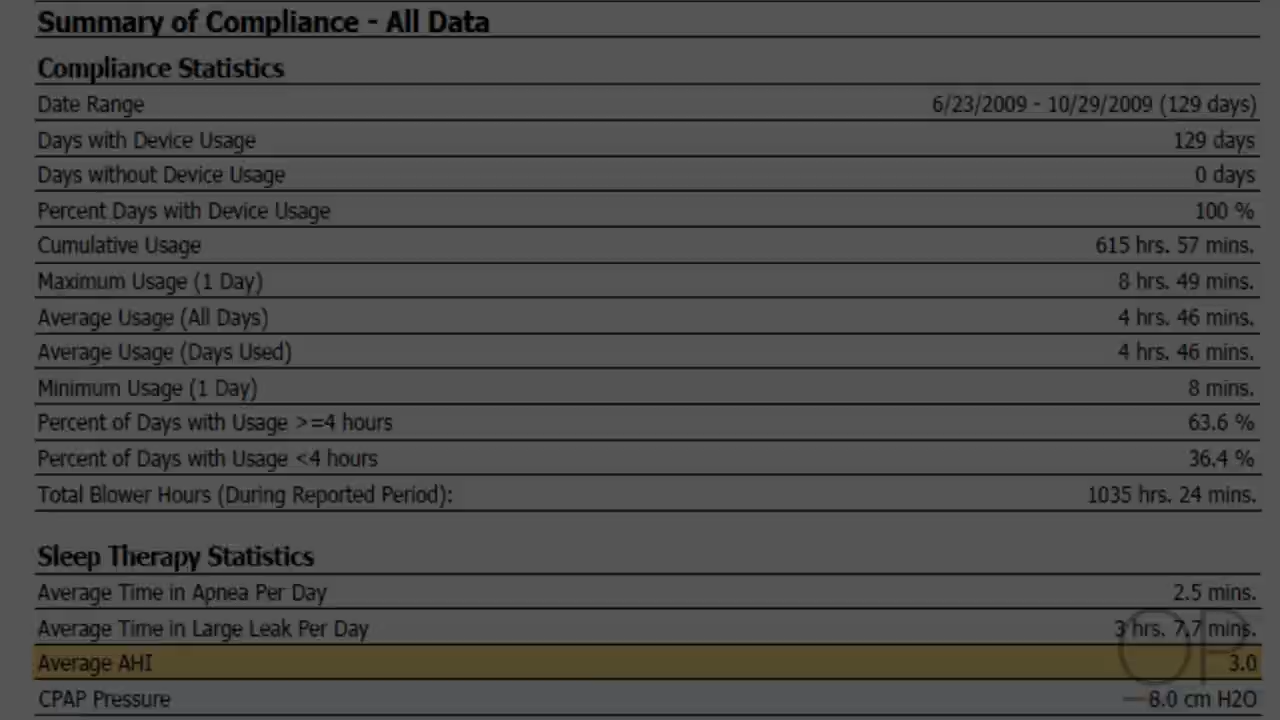 Summary of Compliance - All Data
Compliance Statistics
Date Range 6/23/2009 - 10/29/2009 (129 days)
Days with Device Usage 129 days
Days without Device Usage 0 days
Percent Days with Device Usage 100 %
Cumulative Usage 615 hrs. 57 mins.
Maximum Usage (1 Day) 8 hrs. 49 mins.
Average Usage (All Days) 4 hrs. 46 mins.
Average Usage (Days Used) 4 hrs. 46 mins.
Minimum Usage (1 Day) 8 mins.
Percent of Days with Usage >=4 hours 63.6 %
Percent of Days with Usage <4 hours 36.4 %
Total Blower Hours (During Reported Period): 1035 hrs. 24 mins.
Sleep Therapy Statistics
Average Time in Apnea Per Day 2.5 mins.
Average Time in Large Leak Per Day 3 hrs. 7.7 mins.
Average AHI 3.0
CPAP Pressure 8.0 cm H2O
OP